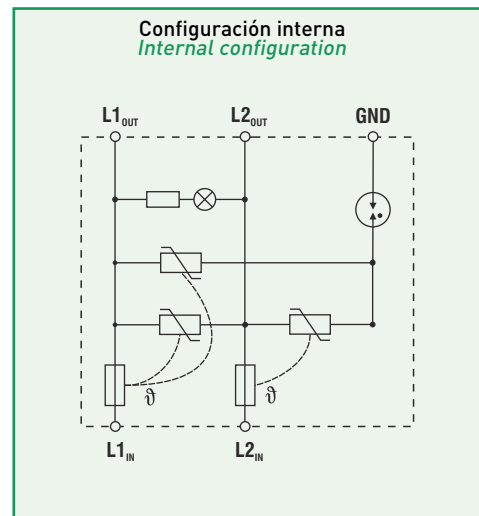 Configuración interna
Internal configuration
L1OUT L2OUT GND
ϑ ϑ
L1IN L2IN